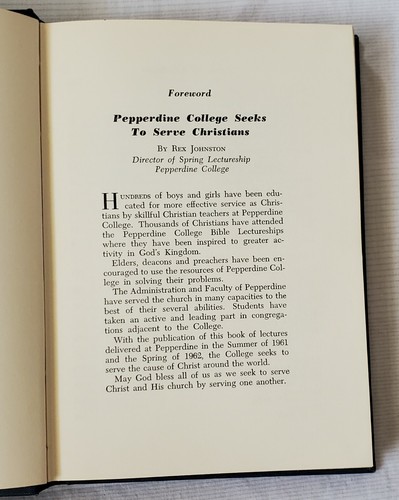 Foreword
Pepperdine College Seeks
To Serve Christians
By Rex Johnston
Director of Spring Lectureship
Pepperdine College
Hundreds of boys and girls have been edu-
cated for more effective service as Chris-
tians by skillful Christian teachers at Pepperdine
College. Thousands of Christians have attended
the Pepperdine College Bible Lectureships
where they have been inspired to greater ac-
tivity in God's Kingdom.
Elders, deacons and preachers have been en-
couraged to use the resources of Pepperdine Col-
lege in solving their problems.
The Administration and Faculty of Pepperdine
have served the church in many capacities to the
best of their several abilities. Students have
taken an active and leading part in congrega-
tions adjacent to the College.
With the publication of this book of lectures
delivered at Pepperdine in the Summer of 1961
and the Spring of 1962, the College seeks to
serve the cause of Christ around the world.
May God bless all of us as we seek to serve
Christ and His church by serving one another.